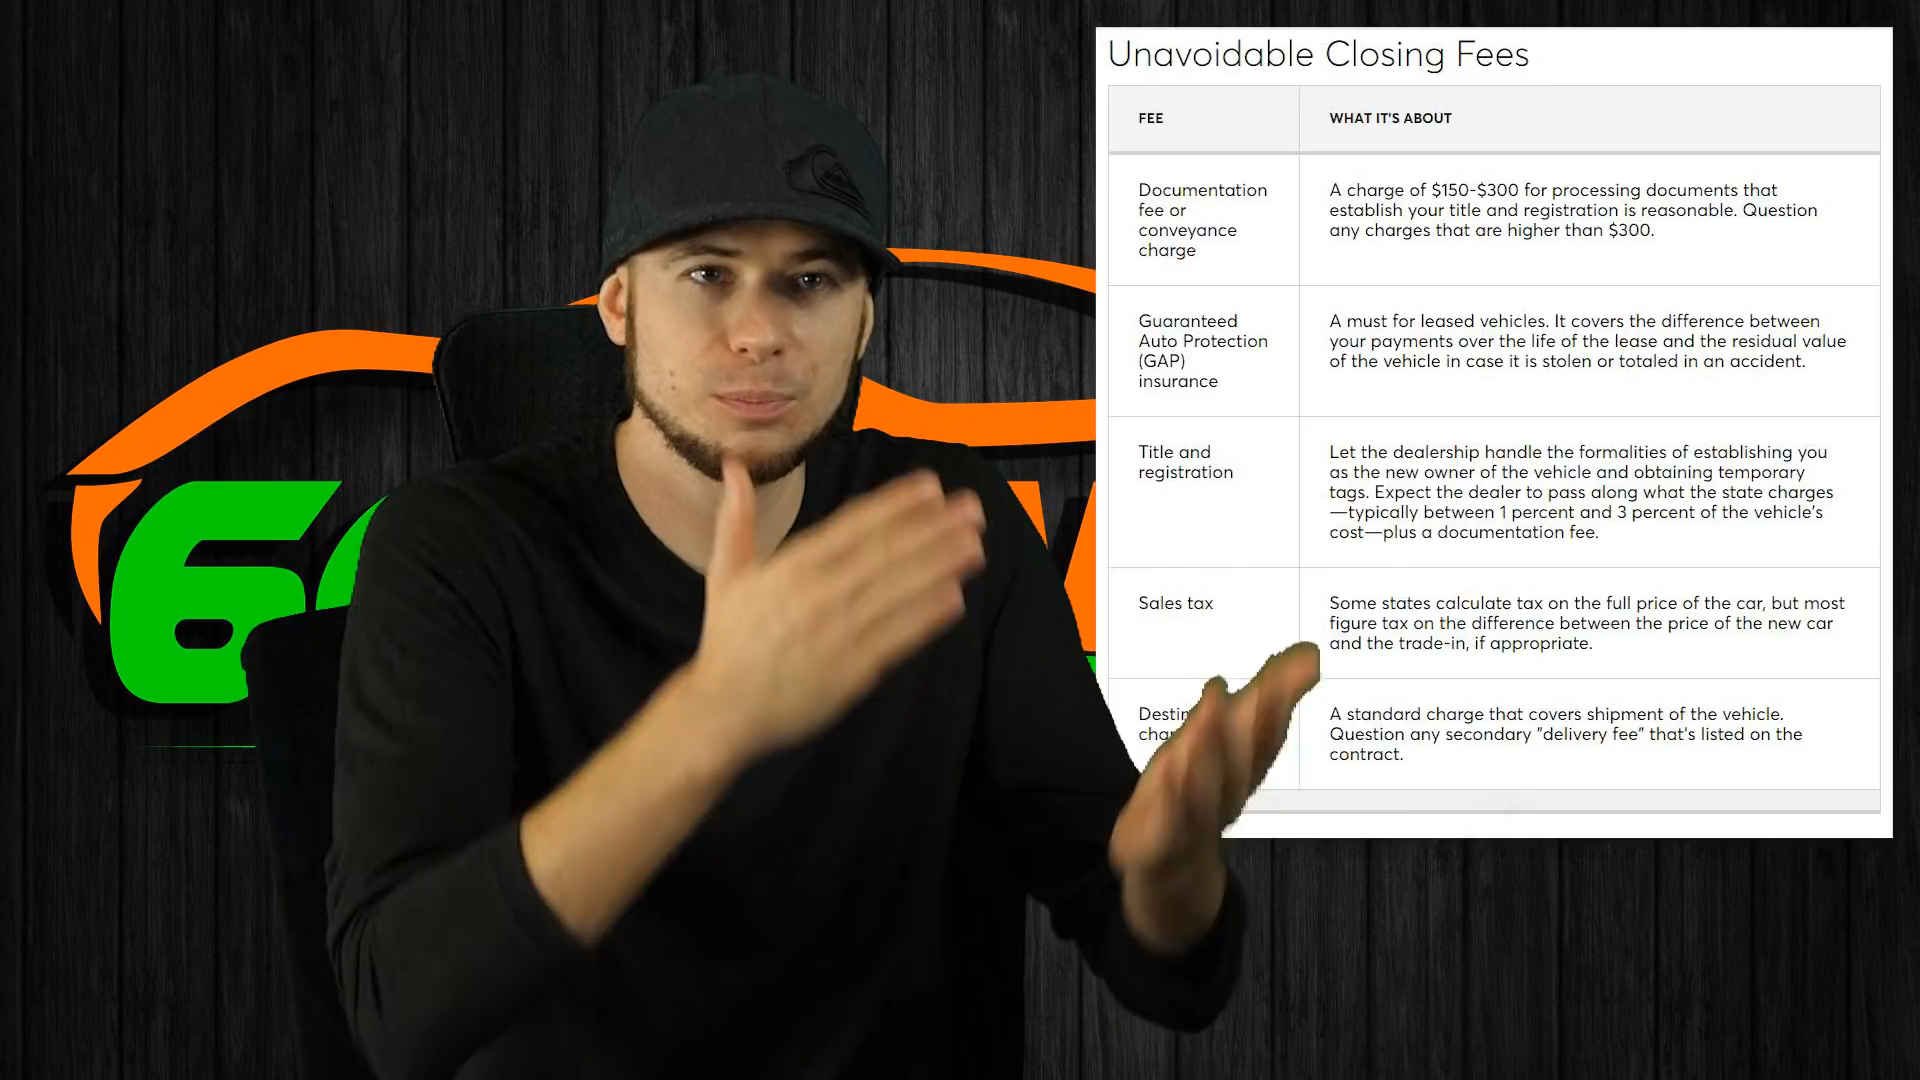 Unavoidable Closing Fees
FEE
WHAT IT'S ABOUT
Documentation
fee or
conveyance
charge
A charge of $150-$300 for processing documents that
establish your title and registration is reasonable. Question
any charges that are higher than $300.
Guaranteed
Auto Protection
(GAP)
insurance
A must for leased vehicles. It covers the difference between
your payments over the life of the lease and the residual value
of the vehicle in case it is stolen or totaled in an accident.
Title and
registration
Let the dealership handle the formalities of establishing you
as the new owner of the vehicle and obtaining temporary
tags. Expect the dealer to pass along what the state charges
—typically between 1 percent and 3 percent of the vehicle's
cost—plus a documentation fee.
Sales tax
Some states calculate tax on the full price of the car, but most
figure tax on the difference between the price of the new car
and the trade-in, if appropriate.
A standard charge that covers shipment of the vehicle.
Question any secondary "delivery fee" that's listed on the
contract.